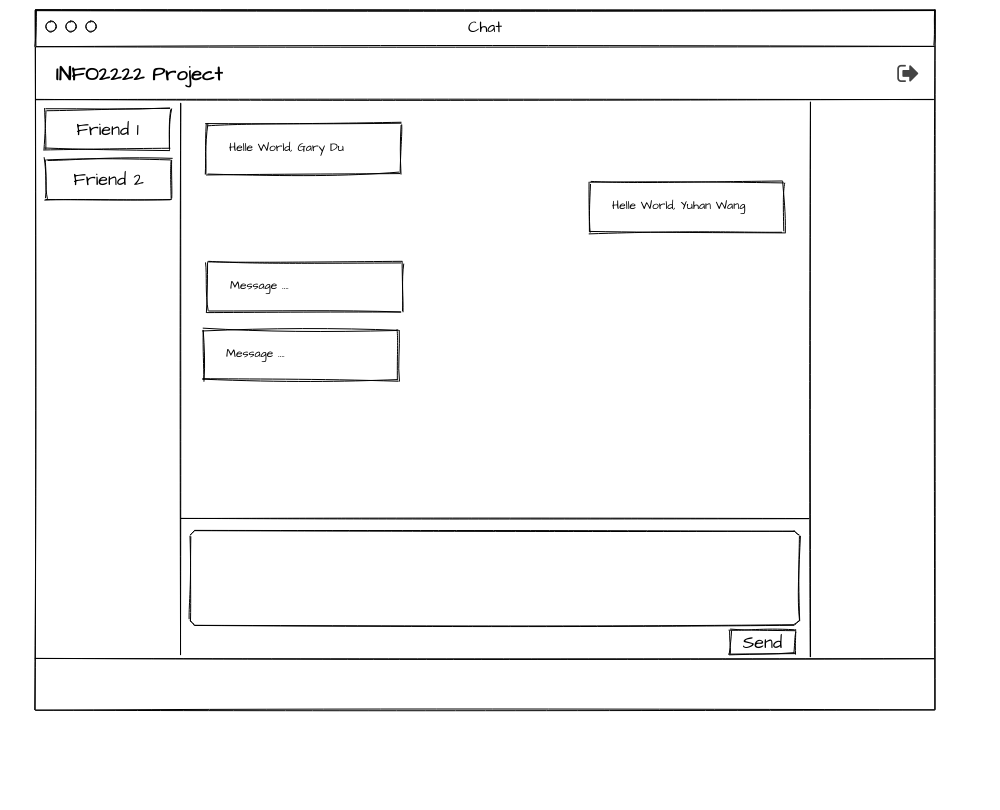 Chat
INFO2222 Project
Friend 1
Friend 2
Helle World, Gary Du
Helle World, Yuhan Wang
Message ....
Message ...
Send